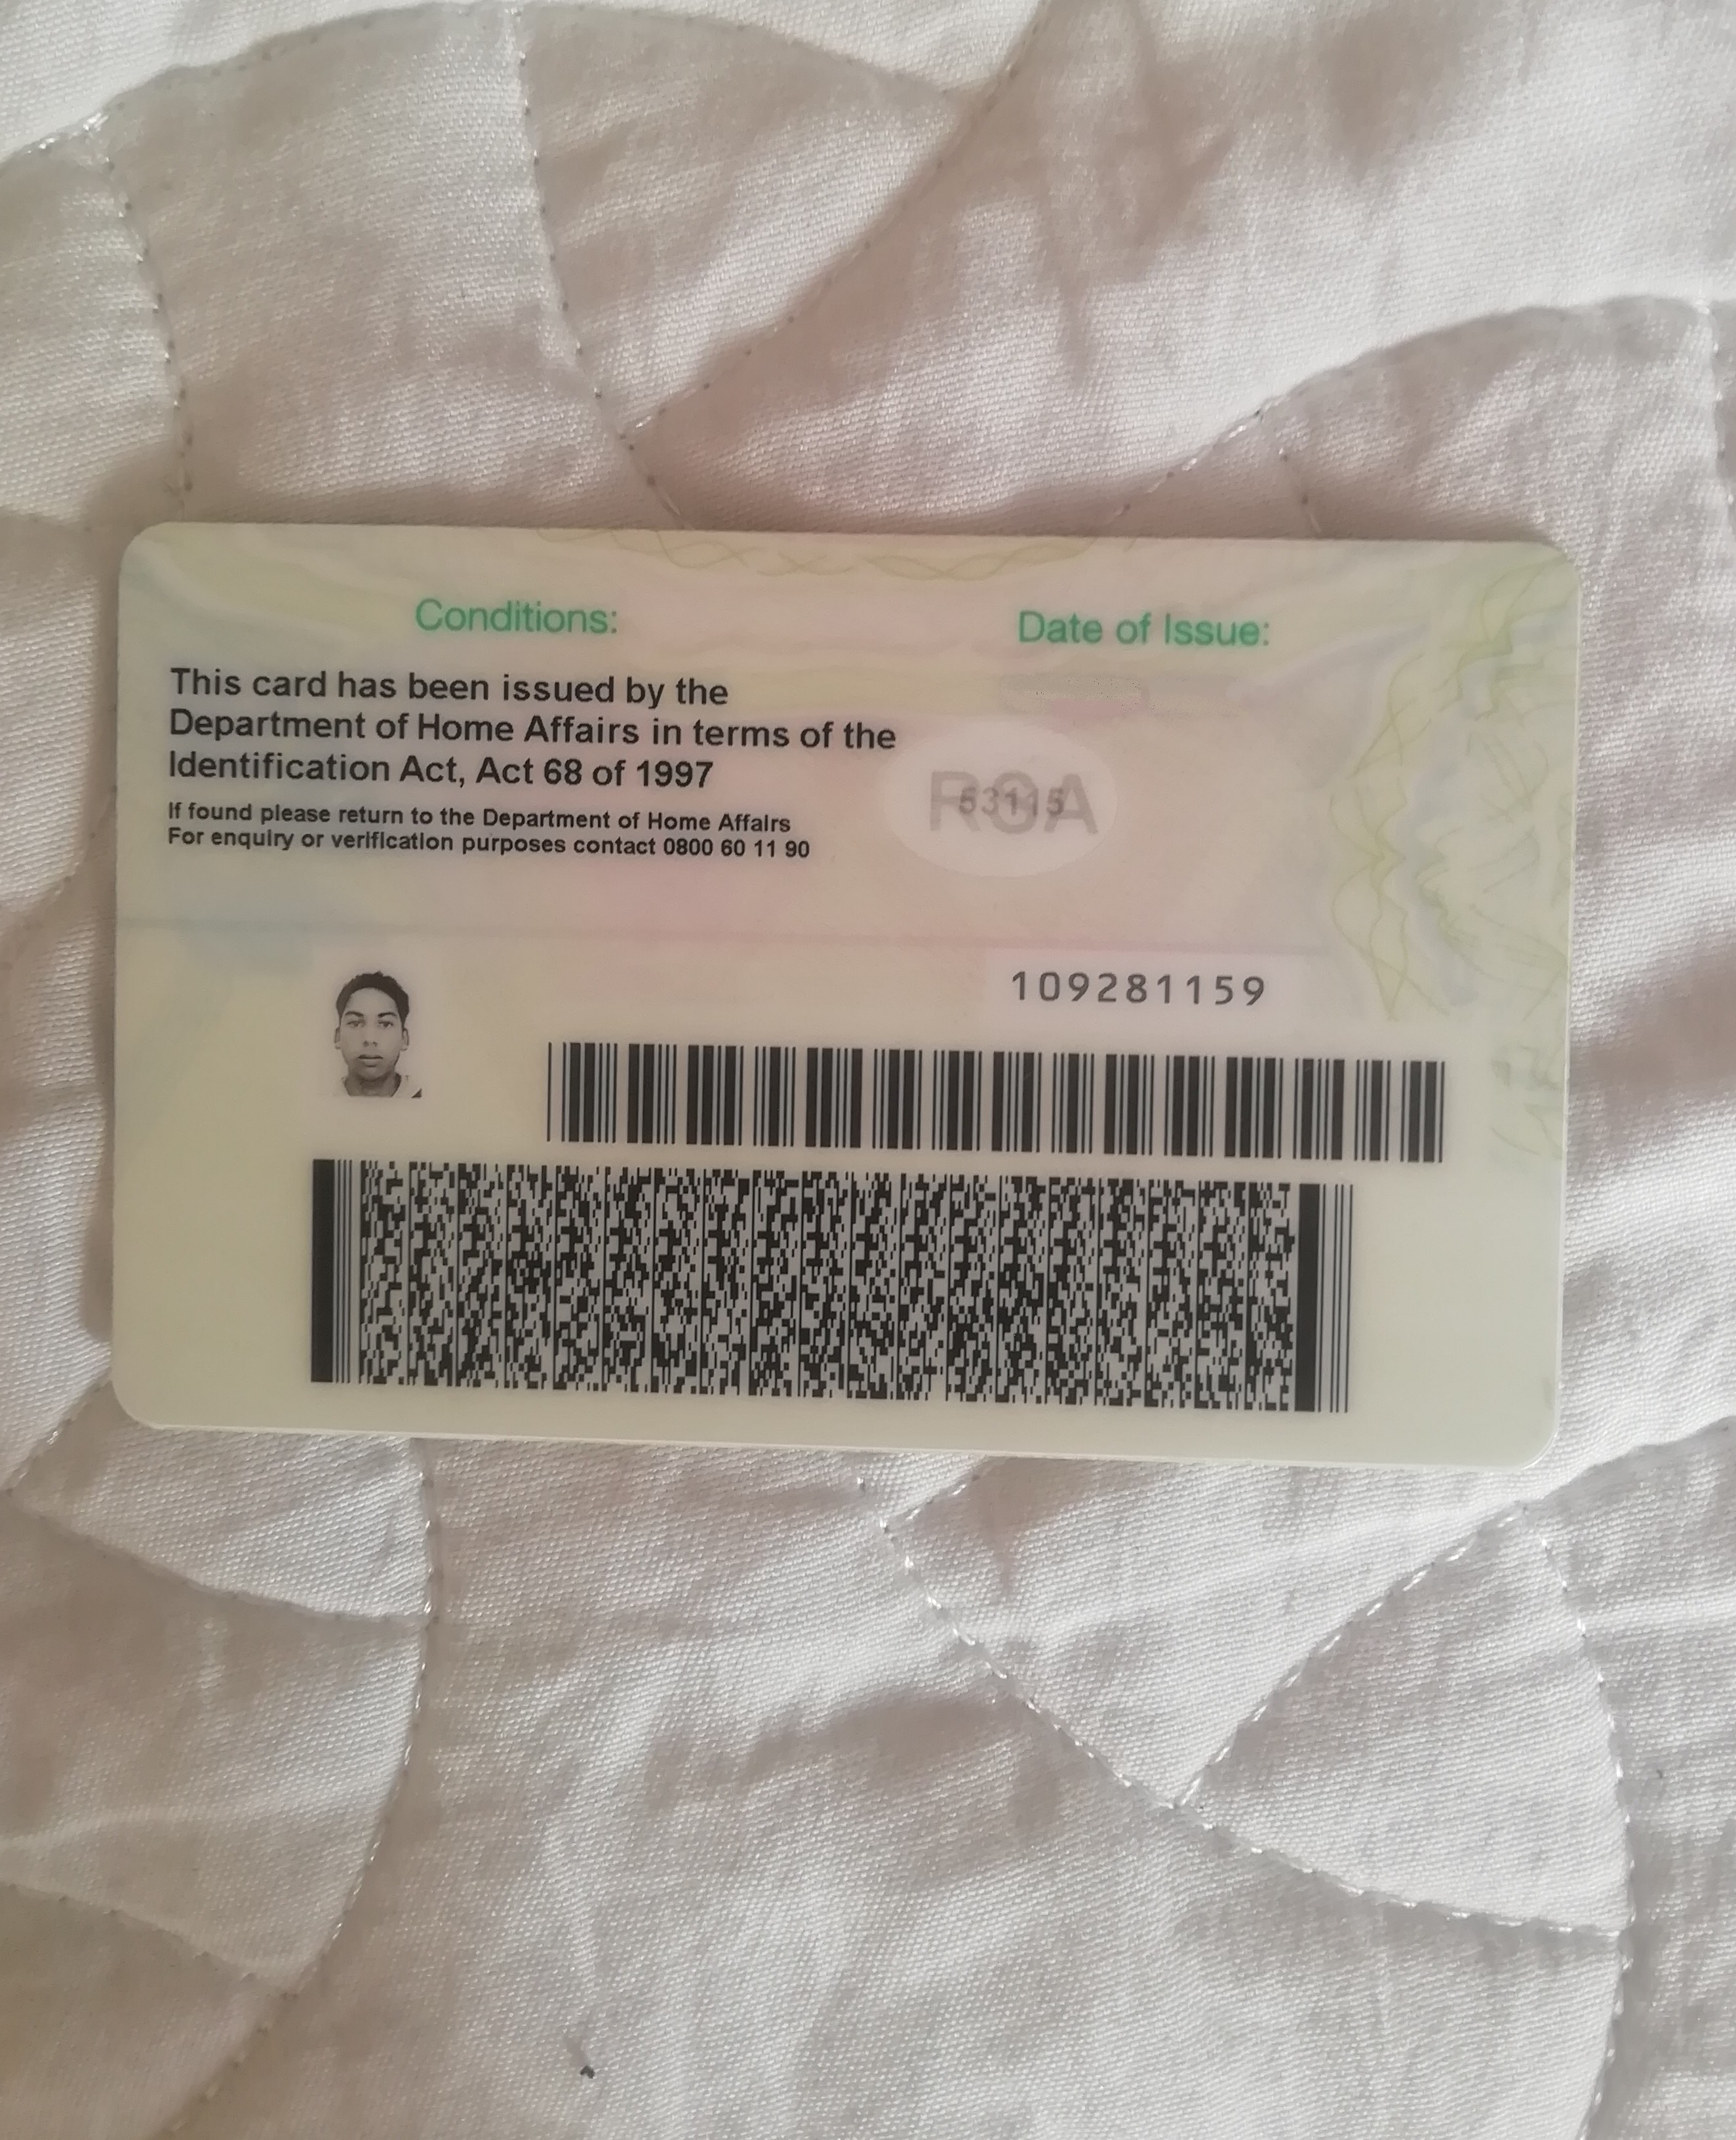 Conditions:
Date of Issue:
This card has been issued by the
Department of Home Affairs in terms of the
Identification Act, Act 68 of 1997
If found please return to the Department of Home Affairs
For enquiry or verification purposes contact 0800 60 11 90
RSA
109281159